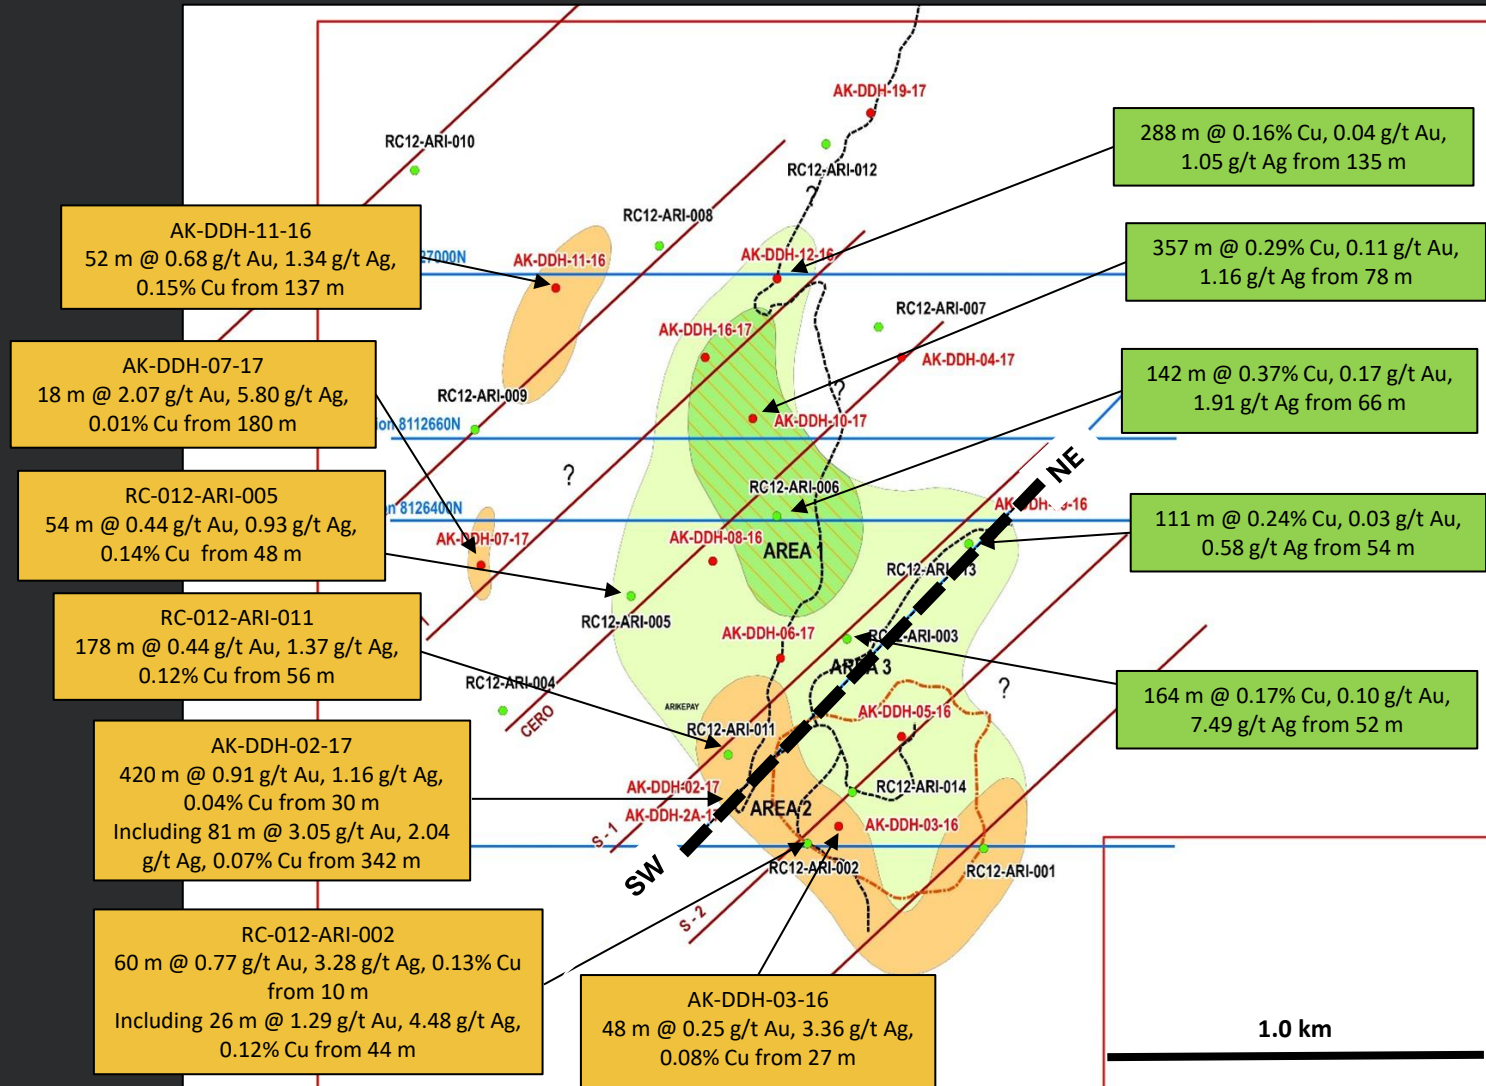 AK-DDH-19-17
RC12-ARI-010
RC12-ARI-012
?
288 m @ 0.16% Cu, 0.04 g/t Au,
1.05 g/t Ag from 135 m
AK-DDH-11-16
52 m @ 0.68 g/t Au, 1.34 g/t Ag,
0.15% Cu from 137 m
RC12-ARI-008
27000N
AK-DDH-11-16
AK-DDH-12-16
357 m @ 0.29% Cu, 0.11 g/t Au,
1.16 g/t Ag from 78 m
RC12-ARI-007
AK-DDH-16-17
AK-DDH-04-17
AK-DDH-07-17
18 m @ 2.07 g/t Au, 5.80 g/t Ag,
0.01% Cu from 180 m
RC12-ARI-009
?
142 m @ 0.37% Cu, 0.17 g/t Au,
1.91 g/t Ag from 66 m
ion 8112660N
AK-DDH-10-17
NE
?
RC-012-ARI-005
54 m @ 0.44 g/t Au, 0.93 g/t Ag,
0.14% Cu from 48 m
RC12-ARI-006
n 8126400N
AK-DDH-07-17
AK-DDH-08-16
AREA 1
-16
111 m @ 0.24% Cu, 0.03 g/t Au,
0.58 g/t Ag from 54 m
RC12-ARI-13
RC12-ARI-005
RC-012-ARI-011
178 m @ 0.44 g/t Au, 1.37 g/t Ag,
0.12% Cu from 56 m
AK-DDH-06-17
RC12-ARI-003
AREA 3
RC12-ARI-004
CERO
ARIKEPAY
?
164 m @ 0.17% Cu, 0.10 g/t Au,
7.49 g/t Ag from 52 m
AK-DDH-05-16
RC12-ARI-011
AK-DDH-02-17
420 m @ 0.91 g/t Au, 1.16 g/t Ag,
0.04% Cu from 30 m
Including 81 m @ 3.05 g/t Au, 2.04
g/t Ag, 0.07% Cu from 342 m
AK-DDH-02-17
AK-DDH-2A-1
RC12-ARI-014
AREA 2
AK-DDH-03-16
S - 1
SW
RC12-ARI-002
RC12-ARI-001
S - 2
RC-012-ARI-002
60 m @ 0.77 g/t Au, 3.28 g/t Ag, 0.13% Cu
from 10 m
Including 26 m @ 1.29 g/t Au, 4.48 g/t Ag,
0.12% Cu from 44 m
AK-DDH-03-16
48 m @ 0.25 g/t Au, 3.36 g/t Ag,
0.08% Cu from 27 m
1.0 km